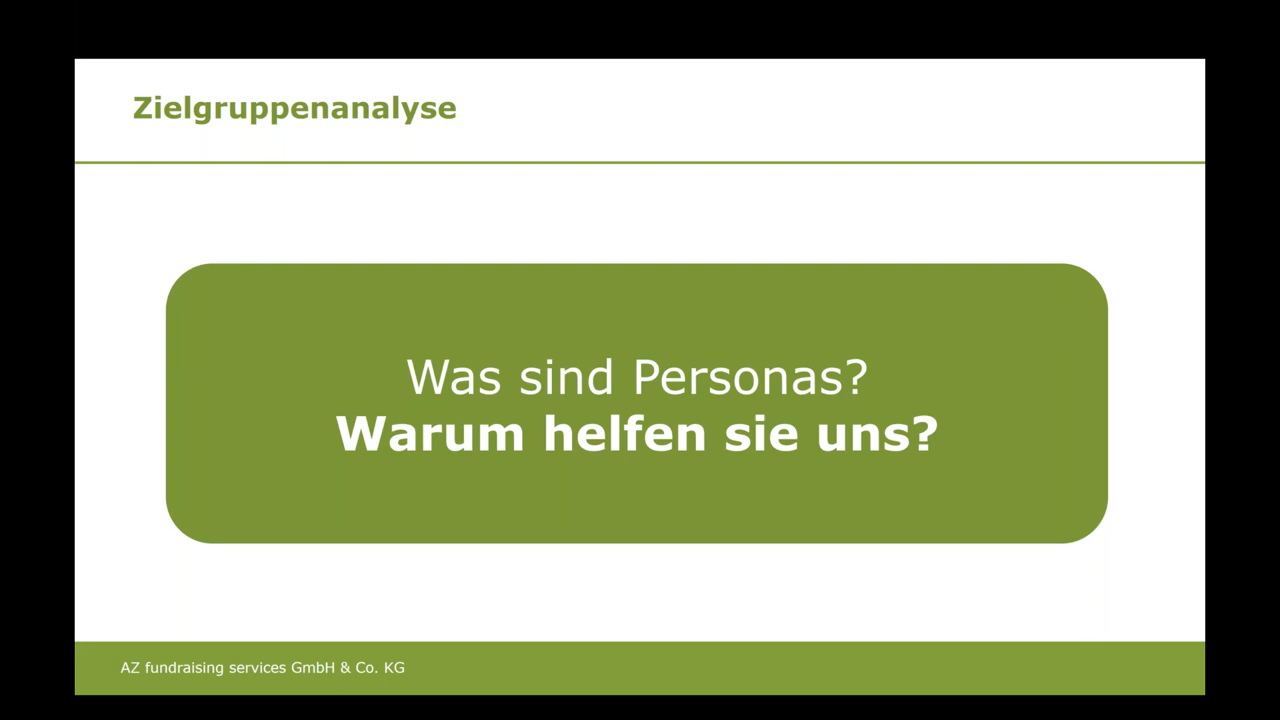 Zielgruppenanalyse
Was sind Personas?
Warum helfen sie uns?
AZ fundraising services GmbH & Co. KG